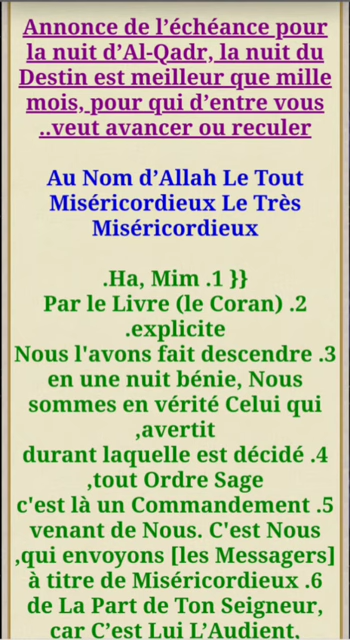 Annonce de l’échéance pour
la nuit d’Al-Qadr, la nuit du
Destin est meilleur que mille
mois, pour qui d’entre vous
..veut avancer ou reculer
Au Nom d’Allah Le Tout
Miséricordieux Le Très
Miséricordieux
.Ha, Mim .1 }}
Par le Livre (le Coran) .2
.explicite
Nous l'avons fait descendre .3
en une nuit bénie, Nous
sommes en vérité Celui qui
,avertit
durant laquelle est décidé .4
,tout Ordre Sage
c'est là un Commandement .5
venant de Nous. C'est Nous
,qui envoyons [les Messagers]
à titre de Miséricordieux .6
de La Part de Ton Seigneur,
car C’est Lui L’Audient,